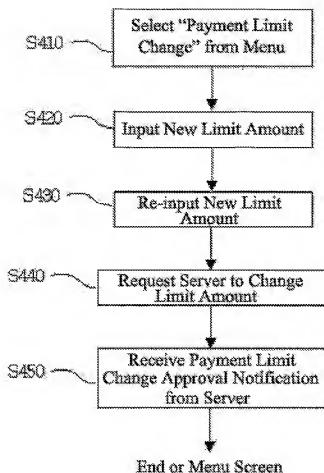 S410
Select "Payment Limit
Change" from Menu
S420
Input New Limit Amount
S430
Re-input New Limit
Amount
S440
Request Server to Change
Limit Amount
S450
Receive Payment Limit
Change Approval Notification
from Server
End or Menu Screen